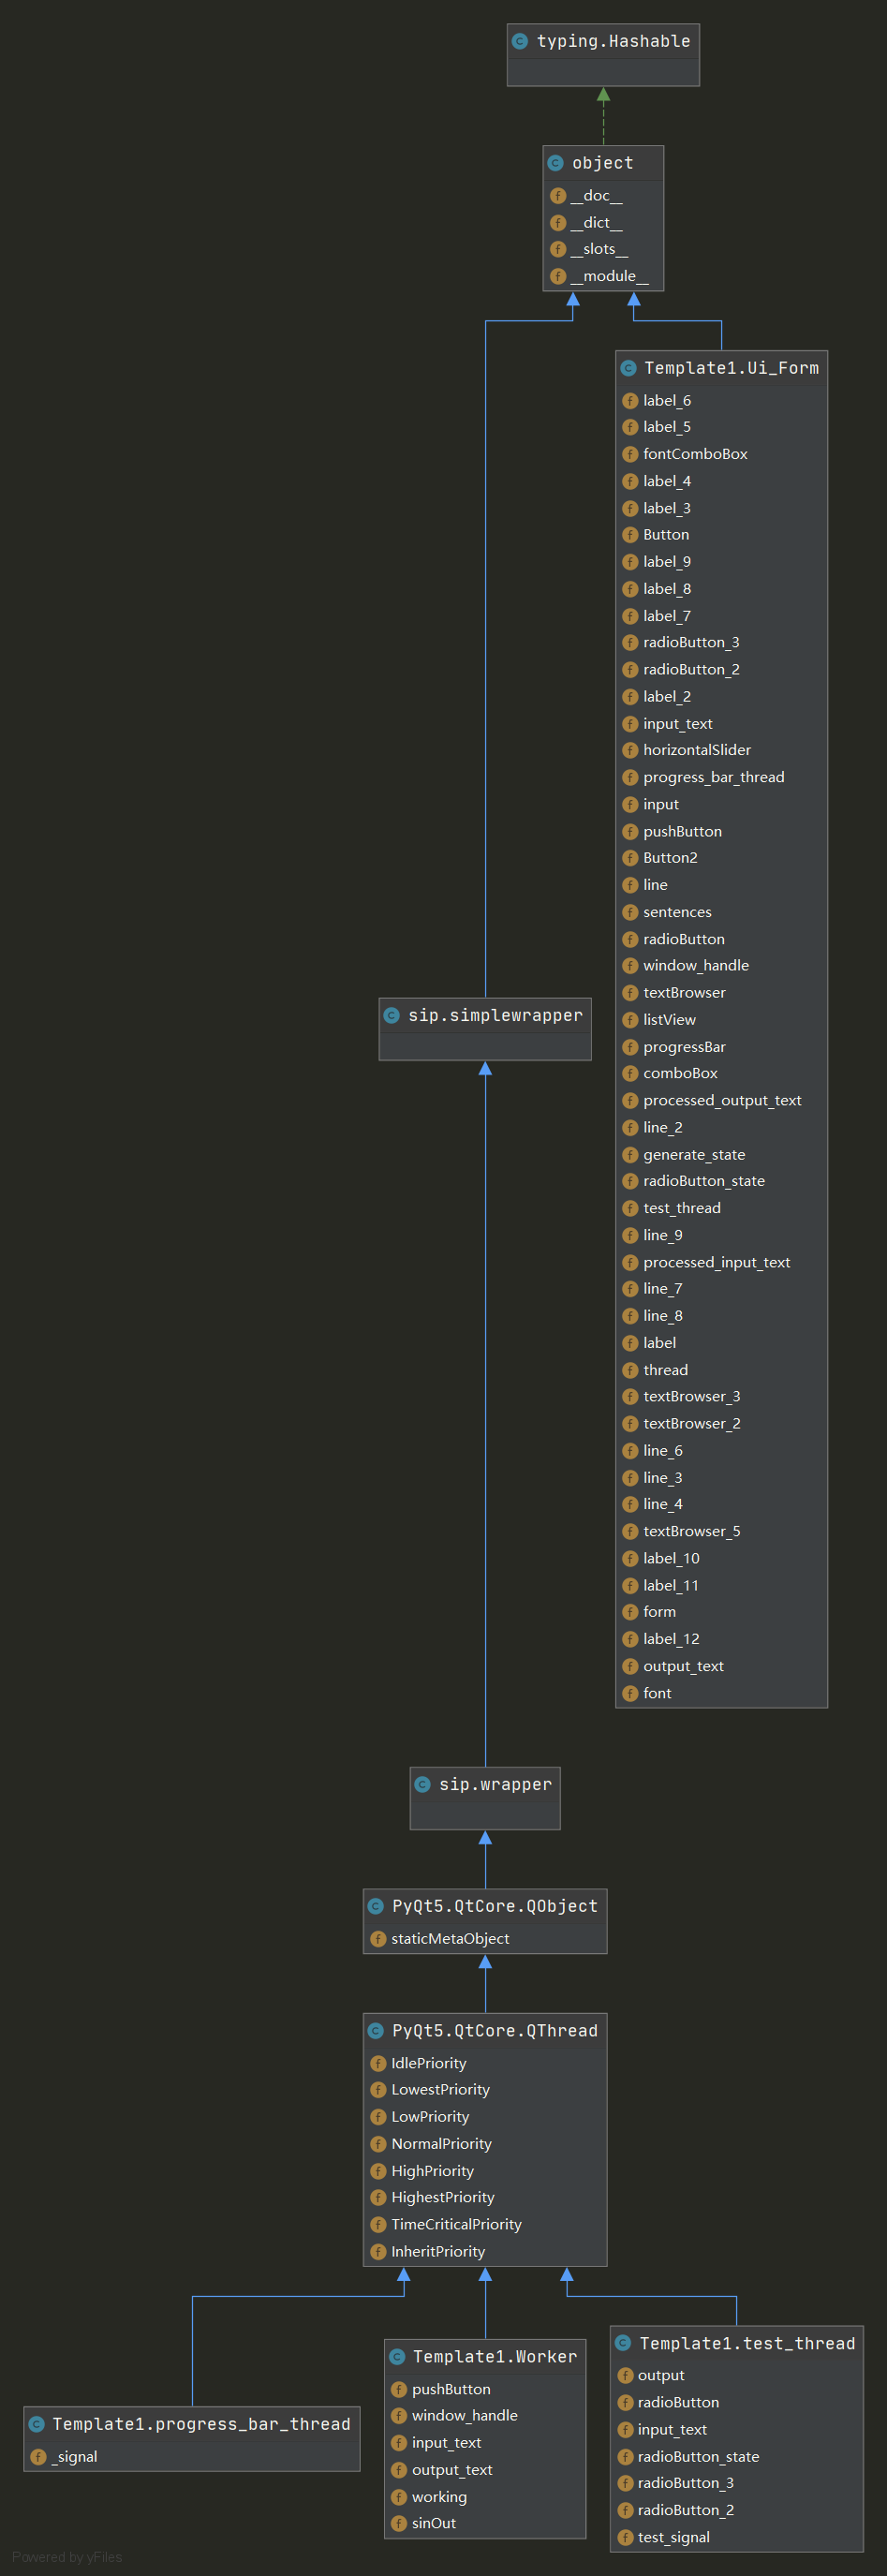 typing.Hashable
object
__doc__
__dict__
__slots__
__module__
Template1.Ui_Form
label_6
label_5
fontComboBox
label_4
label_3
Button
label_9
label_8
label_7
radioButton_3
radioButton_2
label_2
input_text
horizontalSlider
progress_bar_thread
input
pushButton
Button2
line
sentences
radioButton
window_handle
textBrowser
listView
progressBar
comboBox
processed_output_text
line_2
generate_state
radioButton_state
test_thread
line_9
processed_input_text
line_7
line_8
label
thread
textBrowser_3
textBrowser_2
line_6
line_3
line_4
textBrowser_5
label_10
label_11
form
label_12
output_text
font
sip.simplewrapper
sip.wrapper
PyQt5.QtCore.QObject
staticMetaObject
PyQt5.QtCore.QThread
IdlePriority
LowestPriority
LowPriority
NormalPriority
HighPriority
HighestPriority
TimeCriticalPriority
InheritPriority
Template1.progress_bar_thread
_signal
Template1.Worker
pushButton
window_handle
input_text
output_text
working
sinOut
Template1.test_thread
output
radioButton
input_text
radioButton_state
radioButton_3
radioButton_2
test_signal
Powered by yFiles